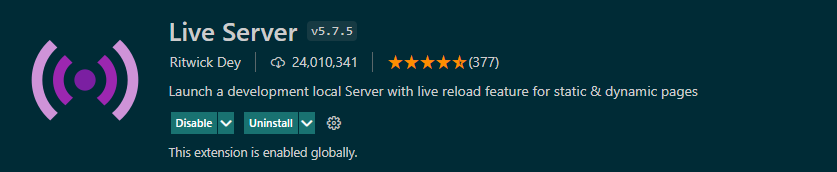 Live Server v5.7.5
Ritwick Dey 24,010,341 (377)
Launch a development local Server with live reload feature for static & dynamic pages
Disable Uninstall
This extension is enabled globally.